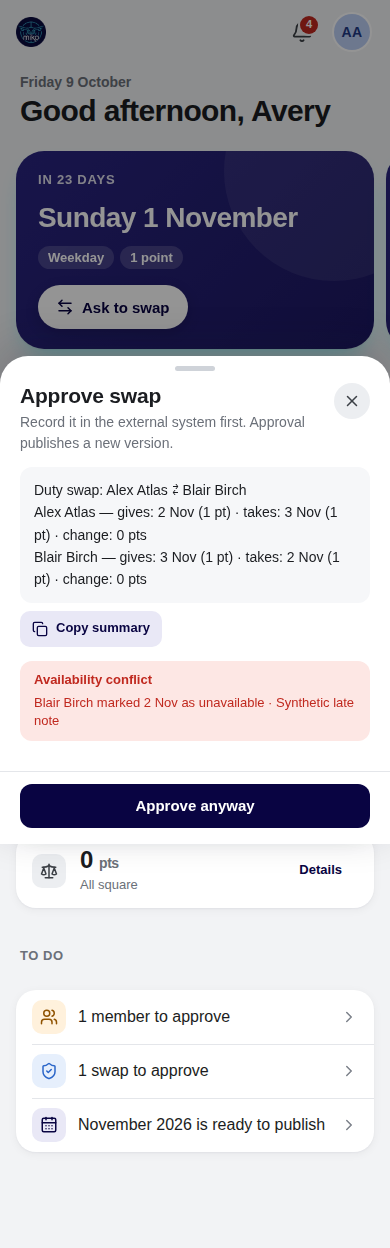 miko
4
AA
Friday 9 October
Good afternoon, Avery
IN 23 DAYS
Sunday 1 November
Weekday 1 point
Ask to swap
Approve swap
Record it in the external system first. Approval
publishes a new version.
Duty swap: Alex Atlas ⇄ Blair Birch
Alex Atlas — gives: 2 Nov (1 pt) · takes: 3 Nov (1
pt) · change: 0 pts
Blair Birch — gives: 3 Nov (1 pt) · takes: 2 Nov (1
pt) · change: 0 pts
Copy summary
Availability conflict
Blair Birch marked 2 Nov as unavailable · Synthetic late
note
Approve anyway
0 pts
All square
Details
TO DO
1 member to approve
1 swap to approve
November 2026 is ready to publish